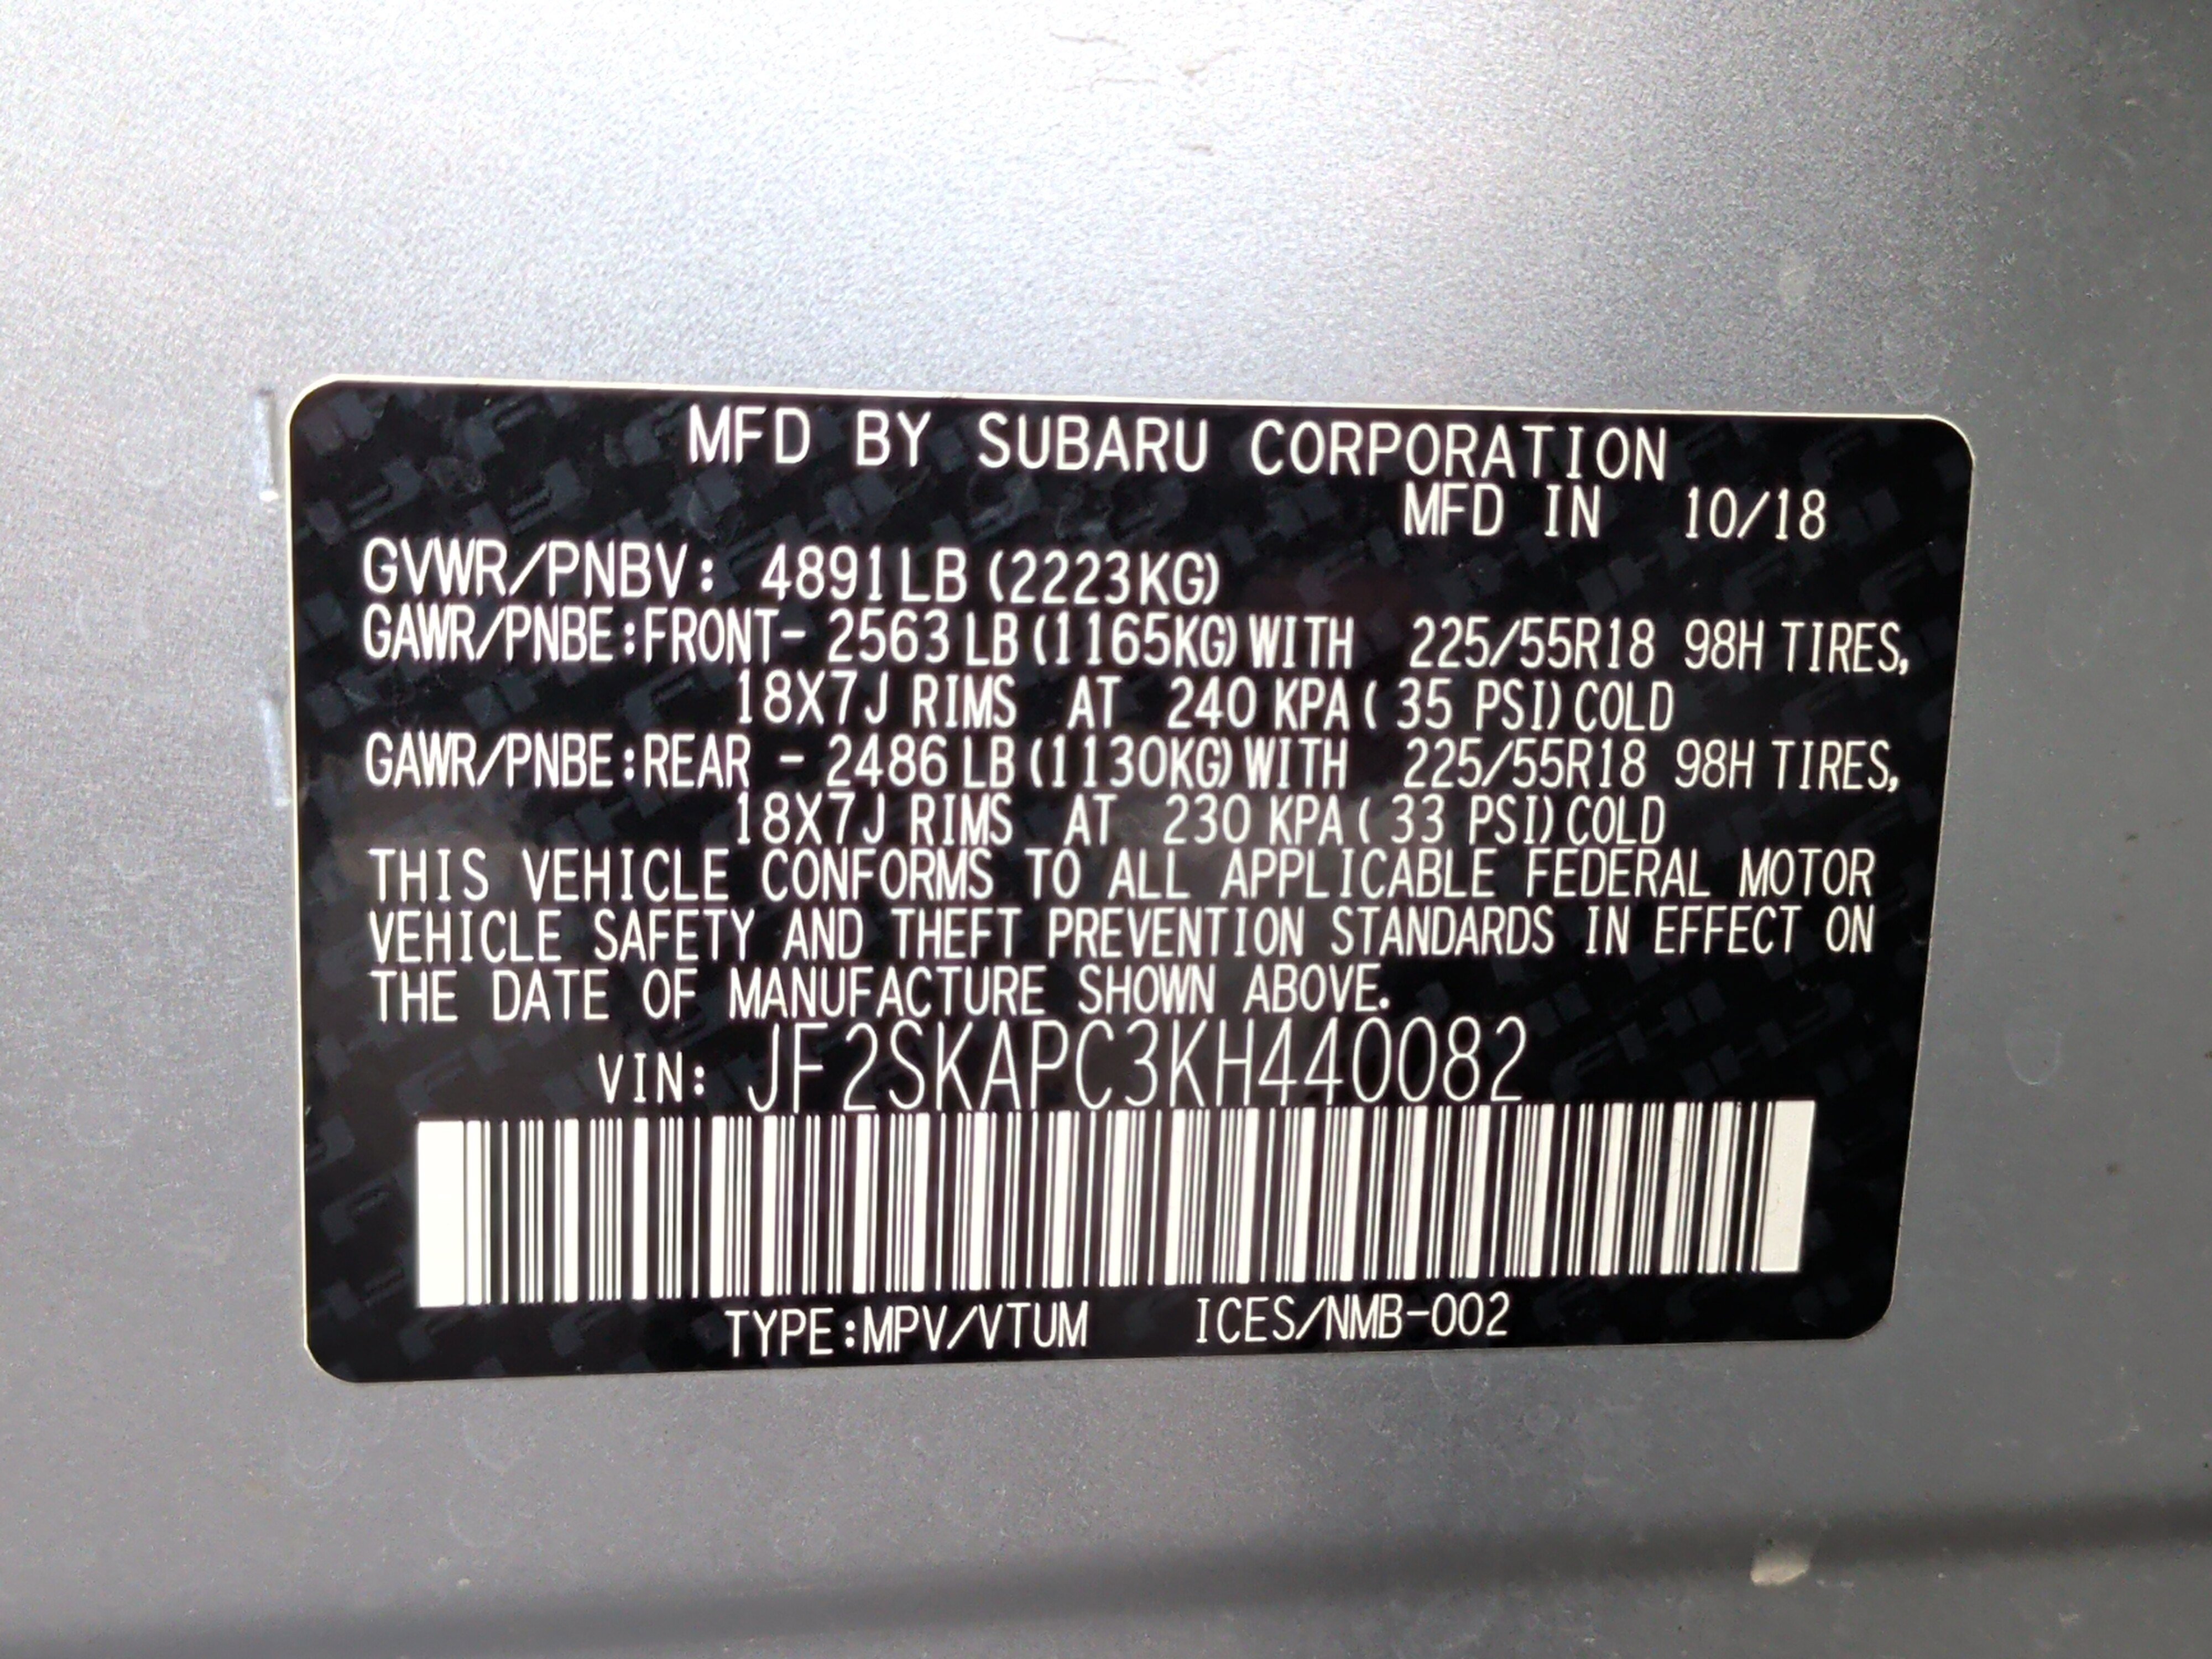 MFD BY SUBARU CORPORATION
MFD IN 10/18
GVWR/PNBV: 4891LB (2223KG)
GAWR/PNBE:FRONT- 2563 LB (1165KG) WITH 225/55R18 98H TIRES,
18X7J RIMS AT 240 KPA ( 35 PSI) COLD
GAWR/PNBE:REAR - 2486 LB (1130KG) WITH 225/55R18 98H TIRES,
18X7J RIMS AT 230 KPA ( 33 PSI) COLD
THIS VEHICLE CONFORMS TO ALL APPLICABLE FEDERAL MOTOR
VEHICLE SAFETY AND THEFT PREVENTION STANDARDS IN EFFECT ON
THE DATE OF MANUFACTURE SHOWN ABOVE.
VIN: JF2SKAPC3KH440082
TYPE:MPV/VTUM ICES/NMB-002